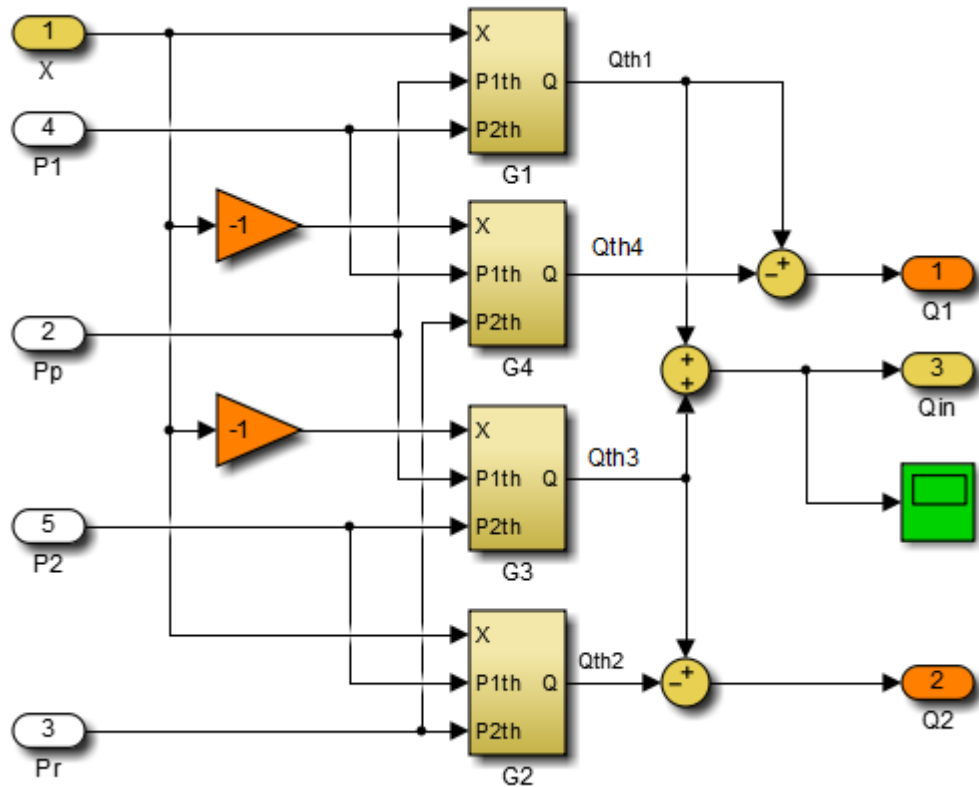 1
X
X
P1th
P2th
Q
G1
Qth1
4
P1
-1
X
P1th
P2th
Q
G4
Qth4
-
+
1
Q1
2
Pp
+
+
3
Qin
-1
X
P1th
P2th
Q
G3
Qth3
5
P2
X
P1th
P2th
Q
G2
Qth2
-
+
2
Q2
3
Pr